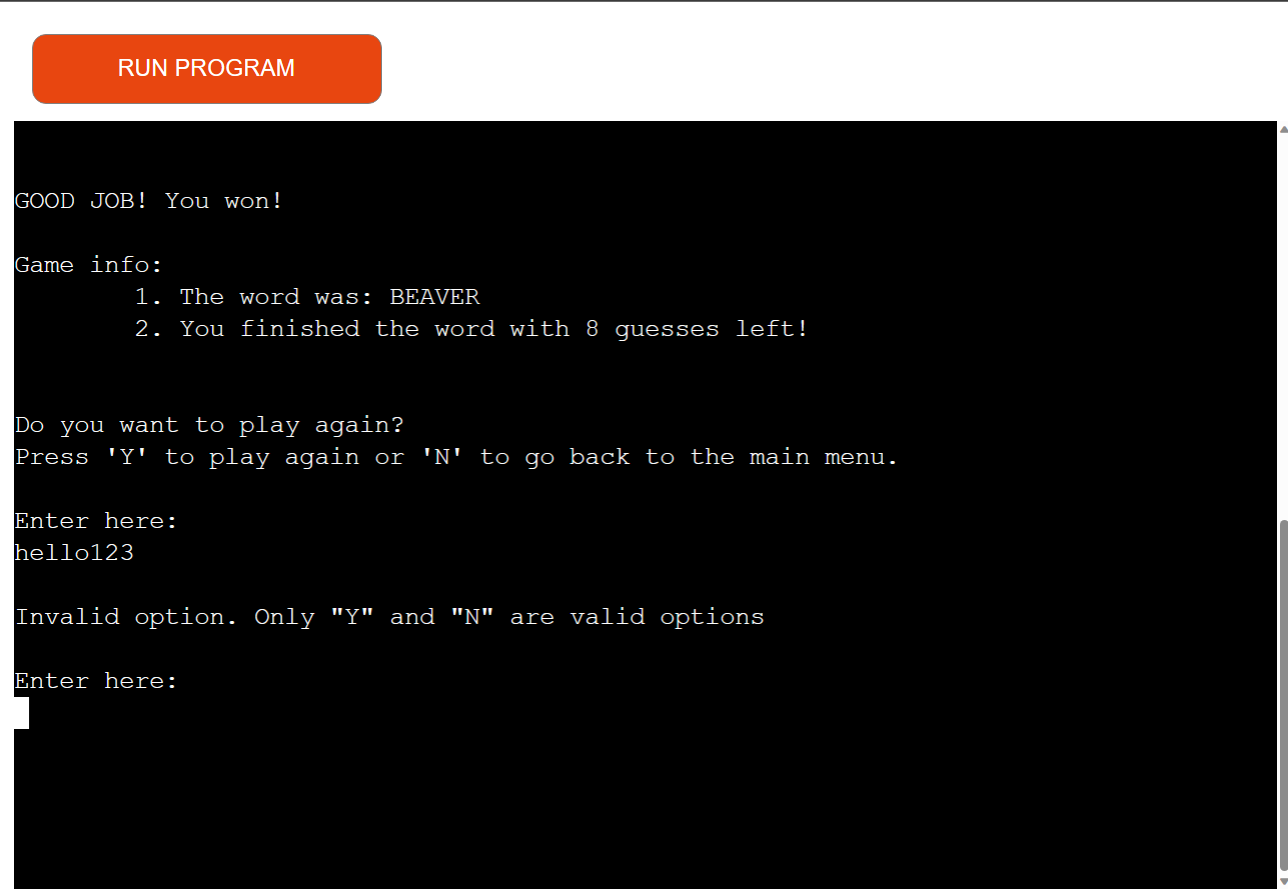 RUN PROGRAM
GOOD JOB! You won!
Game info:
1. The word was: BEAVER
2. You finished the word with 8 guesses left!
Do you want to play again?
Press 'Y' to play again or 'N' to go back to the main menu.
Enter here:
hello123
Invalid option. Only "Y" and "N" are valid options
Enter here: